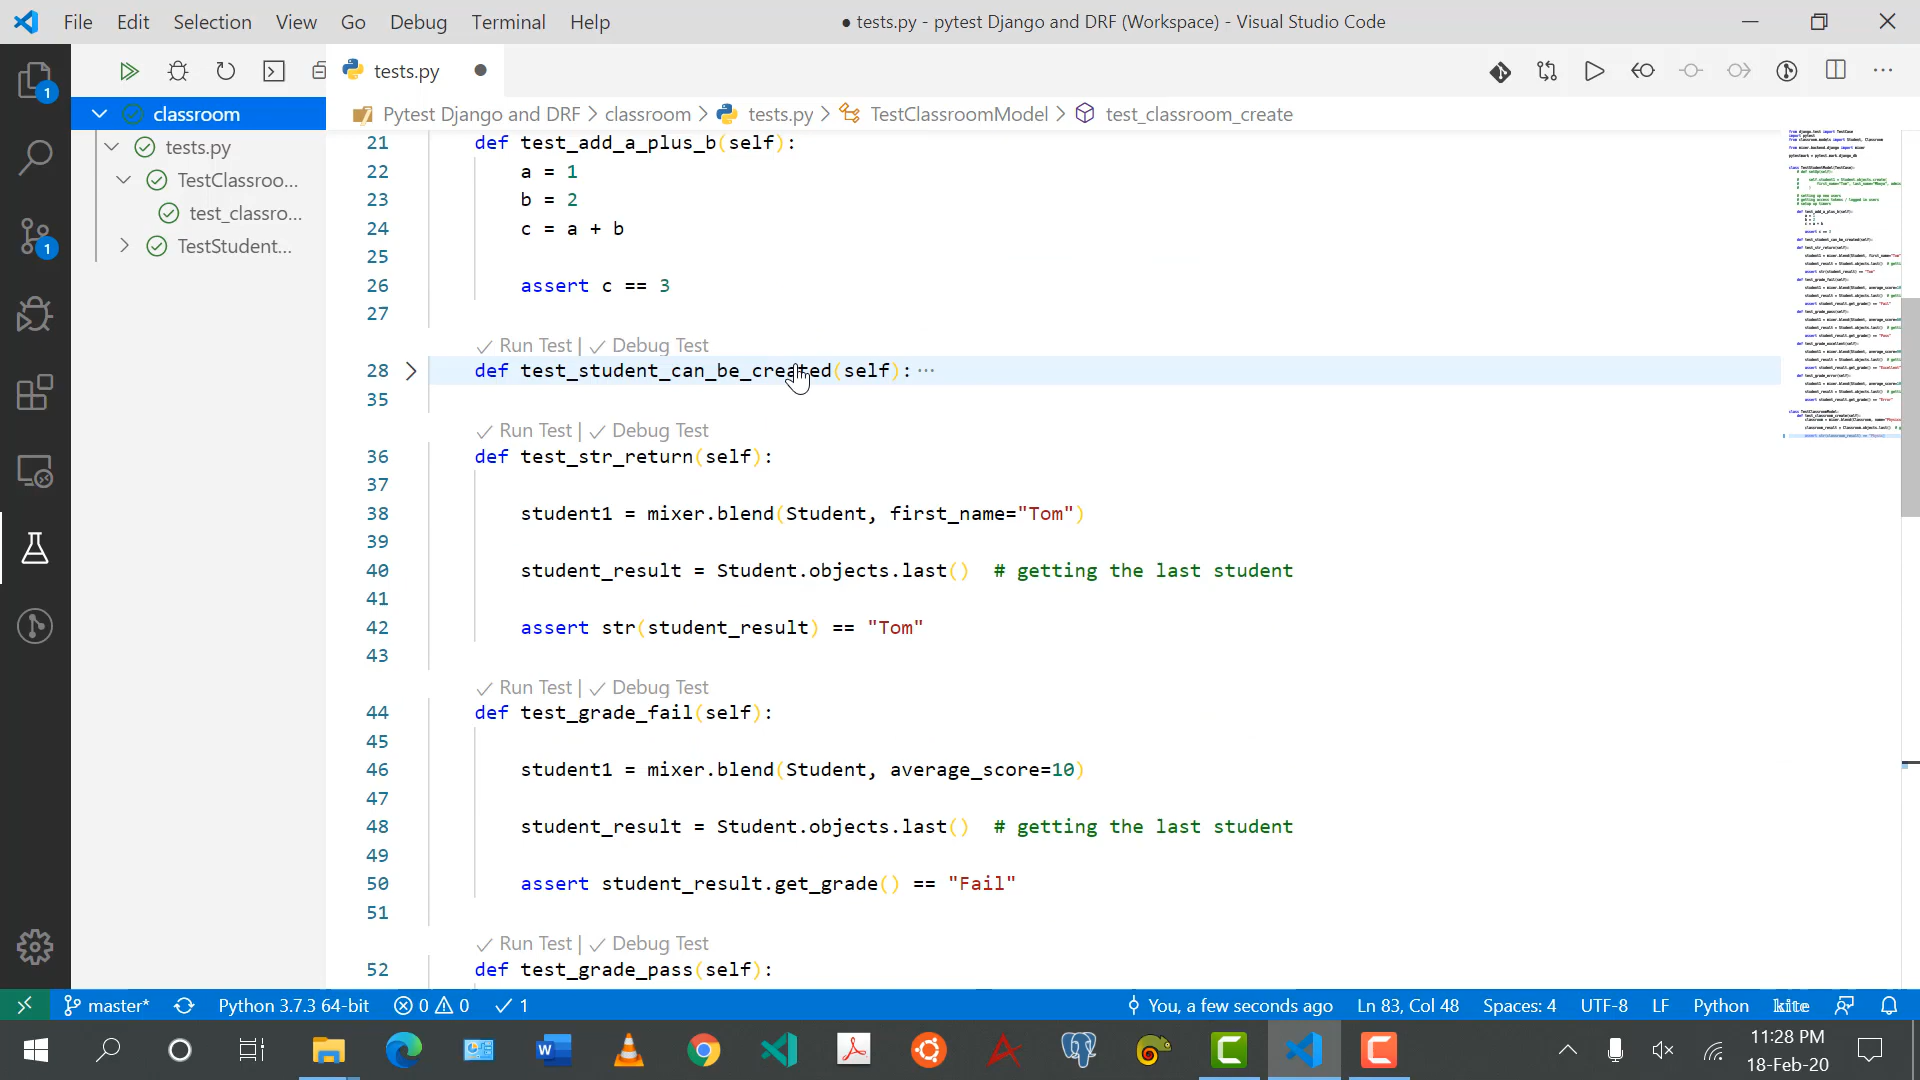 File Edit Selection View Go Debug Terminal Help
● tests.py - pytest Django and DRF (Workspace) - Visual Studio Code
tests.py
classroom
tests.py
TestClassroo...
test_classro...
TestStudent...
1
1
Pytest Django and DRF > classroom > tests.py > TestClassroomModel > test_classroom_create
21 def test_add_a_plus_b(self):
22 a = 1
23 b = 2
24 c = a + b
25
26 assert c == 3
27
✓ Run Test | ✓ Debug Test
28 def test_student_can_be_created(self): ···
35
✓ Run Test | ✓ Debug Test
36 def test_str_return(self):
37
38 student1 = mixer.blend(Student, first_name="Tom")
39
40 student_result = Student.objects.last()  # getting the last student
41
42 assert str(student_result) == "Tom"
43
✓ Run Test | ✓ Debug Test
44 def test_grade_fail(self):
45
46 student1 = mixer.blend(Student, average_score=10)
47
48 student_result = Student.objects.last()  # getting the last student
49
50 assert student_result.get_grade() == "Fail"
51
✓ Run Test | ✓ Debug Test
52 def test_grade_pass(self):
master* Python 3.7.3 64-bit 0 0 ✓ 1
You, a few seconds ago Ln 83, Col 48 Spaces: 4 UTF-8 LF Python kite
11:28 PM
18-Feb-20